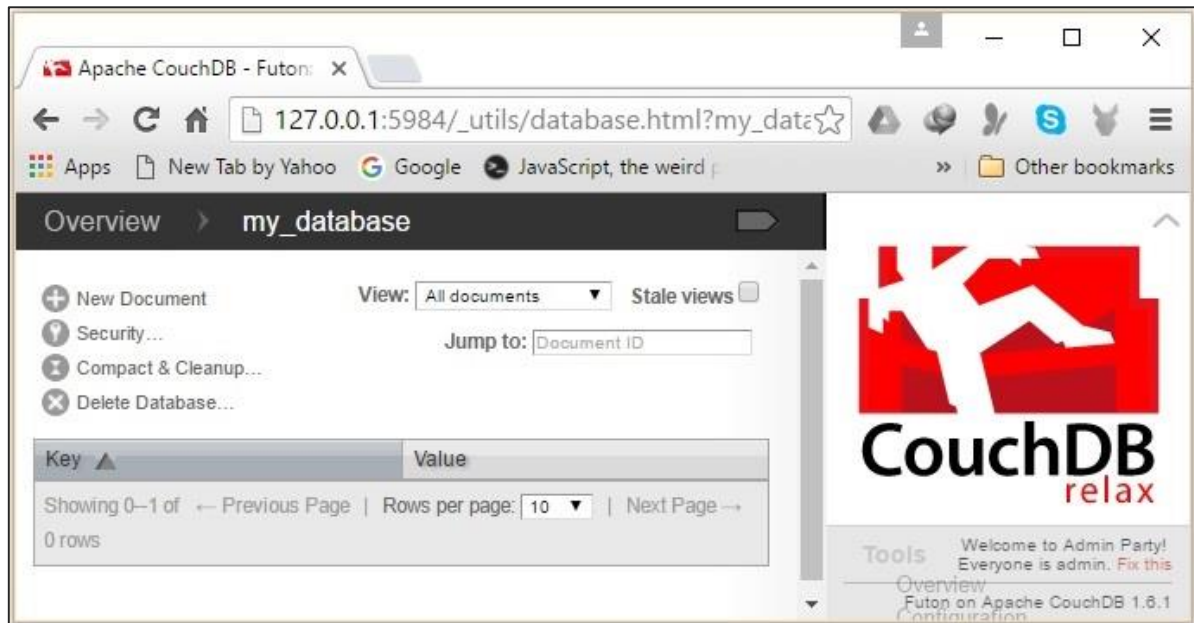 Apache CouchDB - Futon:
127.0.0.1:5984/_utils/database.html?my_data
Apps New Tab by Yahoo Google JavaScript, the weird p » Other bookmarks
Overview my_database
New Document
Security...
Compact & Cleanup...
Delete Database...
View: All documents Stale views
Jump to: Document ID
Key Value
Showing 0–1 of ← Previous Page | Rows per page: 10 | Next Page →
0 rows
CouchDB
relax
Tools
Welcome to Admin Party!
Everyone is admin. Fix this
Overview
Futon on Apache CouchDB 1.6.1
Configuration